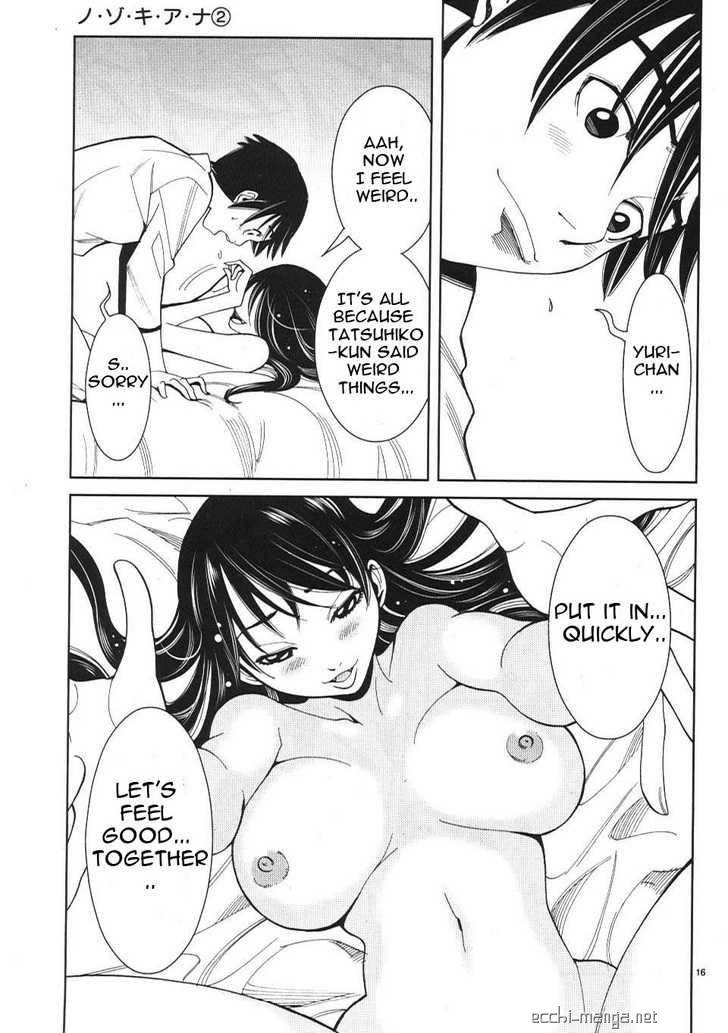 ノ・ゾ・キ・ア・ナ②
YURI-
CHAN
...
AAH,
NOW
I FEEL
WEIRD..
IT'S ALL
BECAUSE
TATSUHIKO
-KUN SAID
WEIRD
THINGS...
S..
SORRY
...
PUT IT IN...
QUICKLY..
LET'S
FEEL
GOOD...
TOGETHER
..
16
ecchi-manga.net